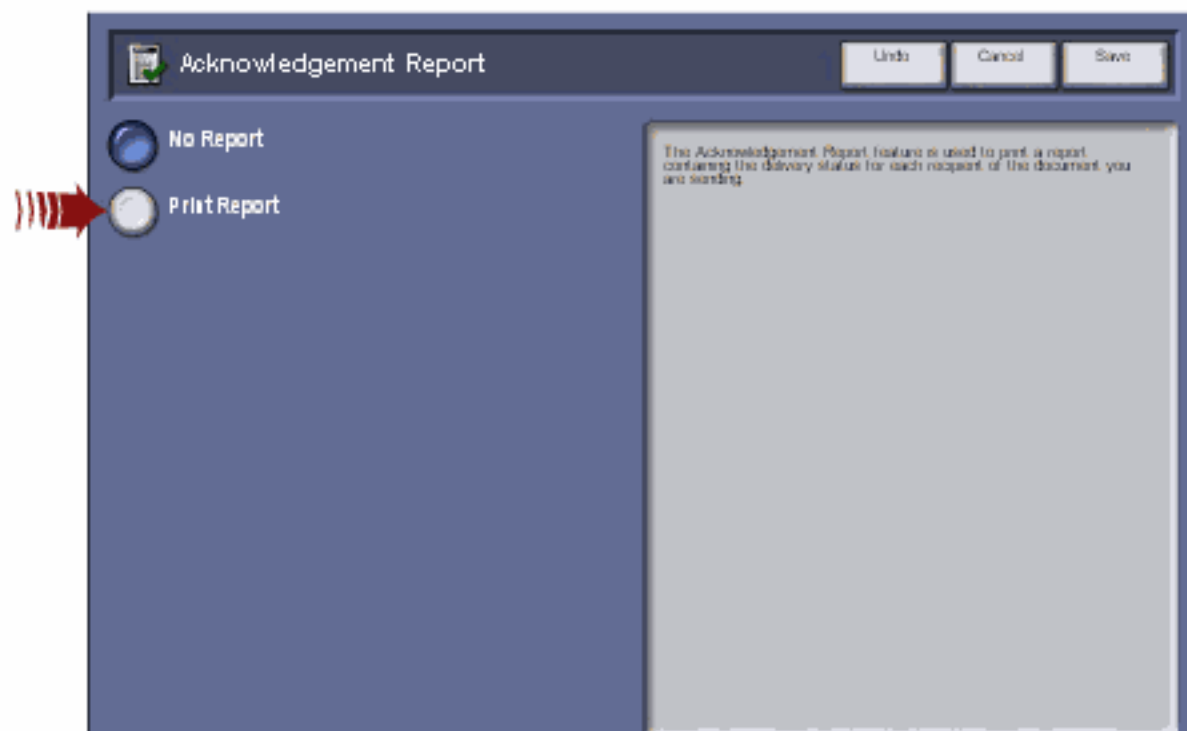 Acknowledgement Report
Undo
Cancel
Save
No Report
Print Report
The Acknowledgement Report feature is used to print a report
containing the delivery status for each recipient of the document you
are sending.